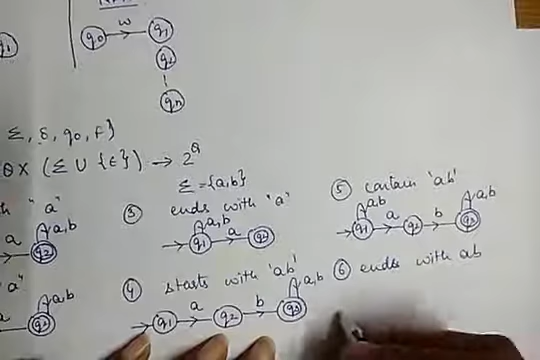 q0 w q1
q1
q2
qn
Σ, δ, q0, F)
Q X (Σ ∪ {ε}) → 2^Q
Σ = {a,b}
"a"
a a,b
q2
③ ends with "a"
a,b
q1 a q2
⑤ contain 'ab'
a,b a,b
q1 a q2 b q3
"a"
a a,b
q2
④ starts with 'ab'
a,b
q1 a q2 b q3
⑥ ends with ab